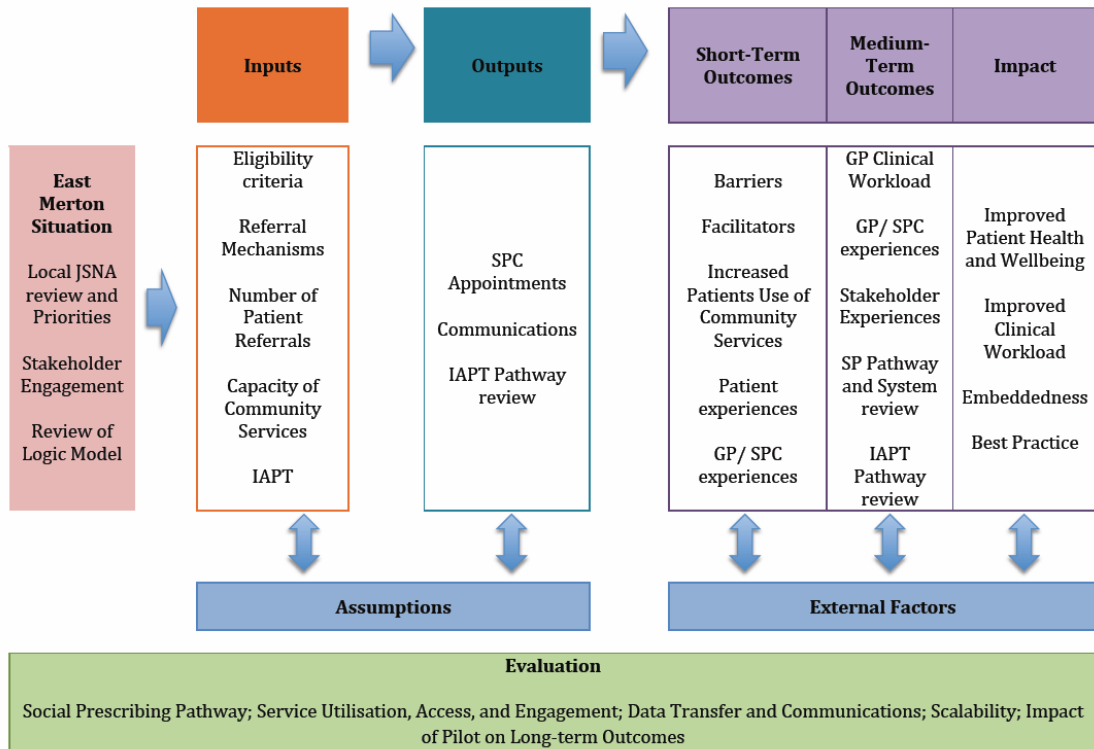 Inputs
Outputs
Short-Term
Outcomes
Medium-
Term
Outcomes
Impact
East
Merton
Situation
Local JSNA
review and
Priorities
Stakeholder
Engagement
Review of
Logic Model
Eligibility
criteria
Referral
Mechanisms
Number of
Patient
Referrals
Capacity of
Community
Services
IAPT
SPC
Appointments
Communications
IAPT Pathway
review
Barriers
Facilitators
Increased
Patients Use of
Community
Services
Patient
experiences
GP/ SPC
experiences
GP Clinical
Workload
GP/ SPC
experiences
Stakeholder
Experiences
SP Pathway
and System
review
IAPT
Pathway
review
Improved
Patient Health
and Wellbeing
Improved
Clinical
Workload
Embeddedness
Best Practice
Assumptions
External Factors
Evaluation
Social Prescribing Pathway; Service Utilisation, Access, and Engagement; Data Transfer and Communications; Scalability; Impact
of Pilot on Long-term Outcomes